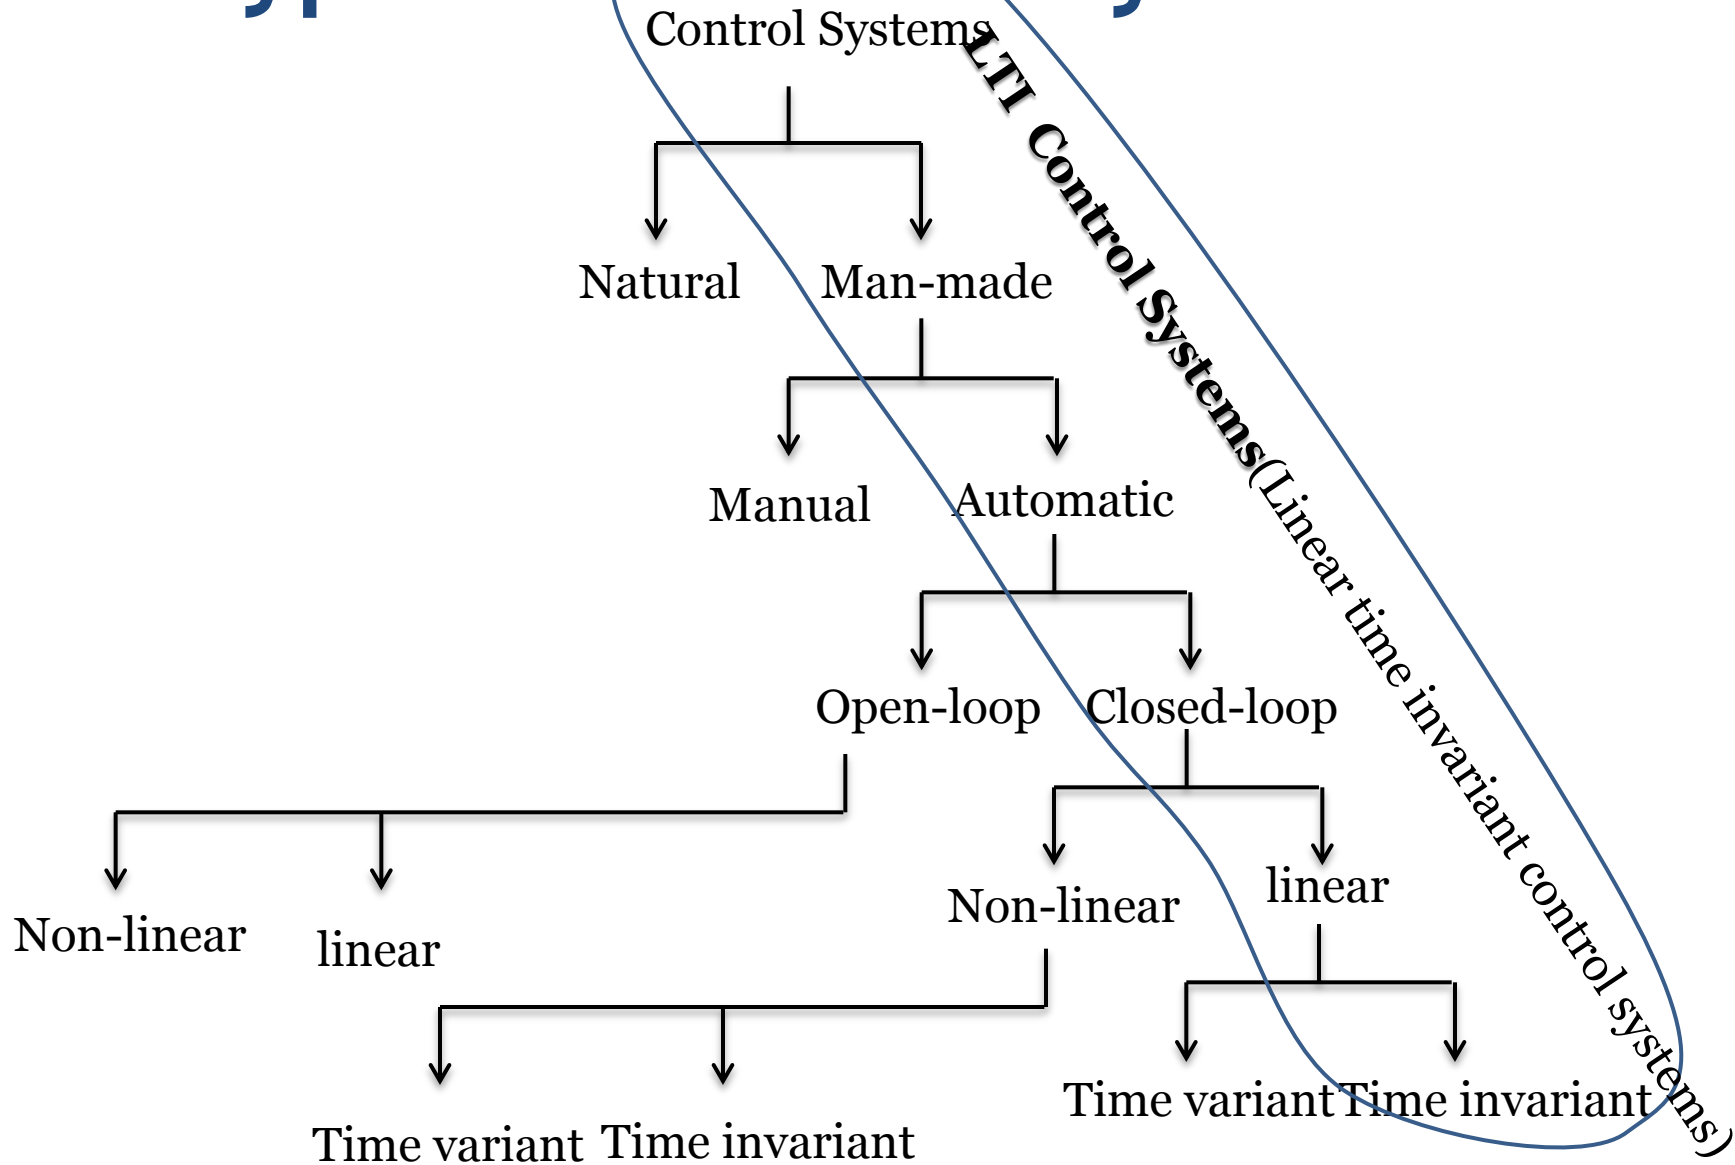 Control Systems
LTI Control Systems(Linear time invariant control systems)
Natural
Man-made
Manual
Automatic
Open-loop
Closed-loop
Non-linear
linear
Non-linear
linear
Time variant
Time invariant
Time variant
Time invariant